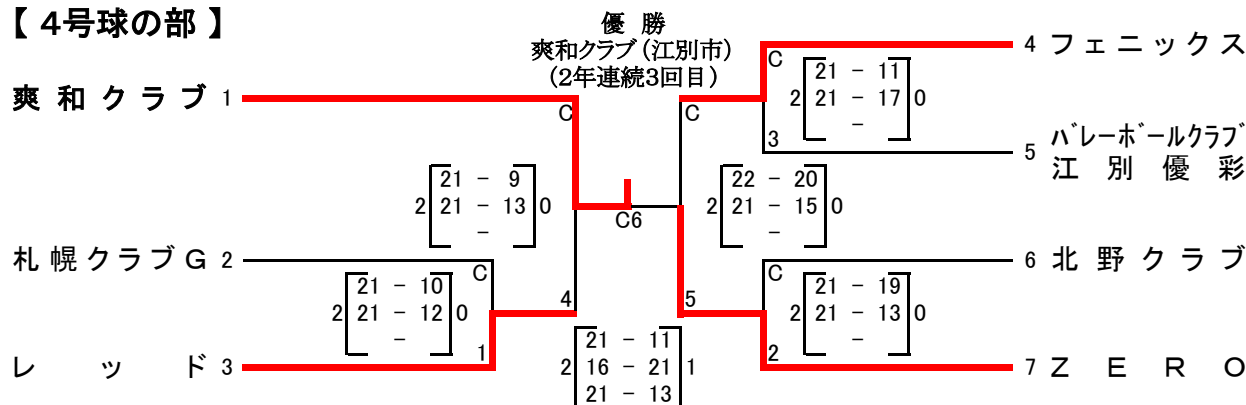 【 4号球の部 】
優 勝
爽和クラブ(江別市)
(2年連続3回目)
爽 和 ク ラ ブ 1
C
C
C
21 - 11
2 21 - 17 0
-
3
4 フ ェ ニ ッ ク ス
5 ﾊﾞﾚｰﾎﾞｰﾙｸﾗﾌﾞ
江 別 優 彩
21 - 9
2 21 - 13 0
-
C6
22 - 20
2 21 - 15 0
-
札 幌 ク ラ ブ G 2
C
21 - 10
2 21 - 12 0
-
1
4
5
C
21 - 19
2 21 - 13 0
-
2
6 北 野 ク ラ ブ
レ ッ ド 3
21 - 11
2 16 - 21 1
21 - 13
7 Z E R O